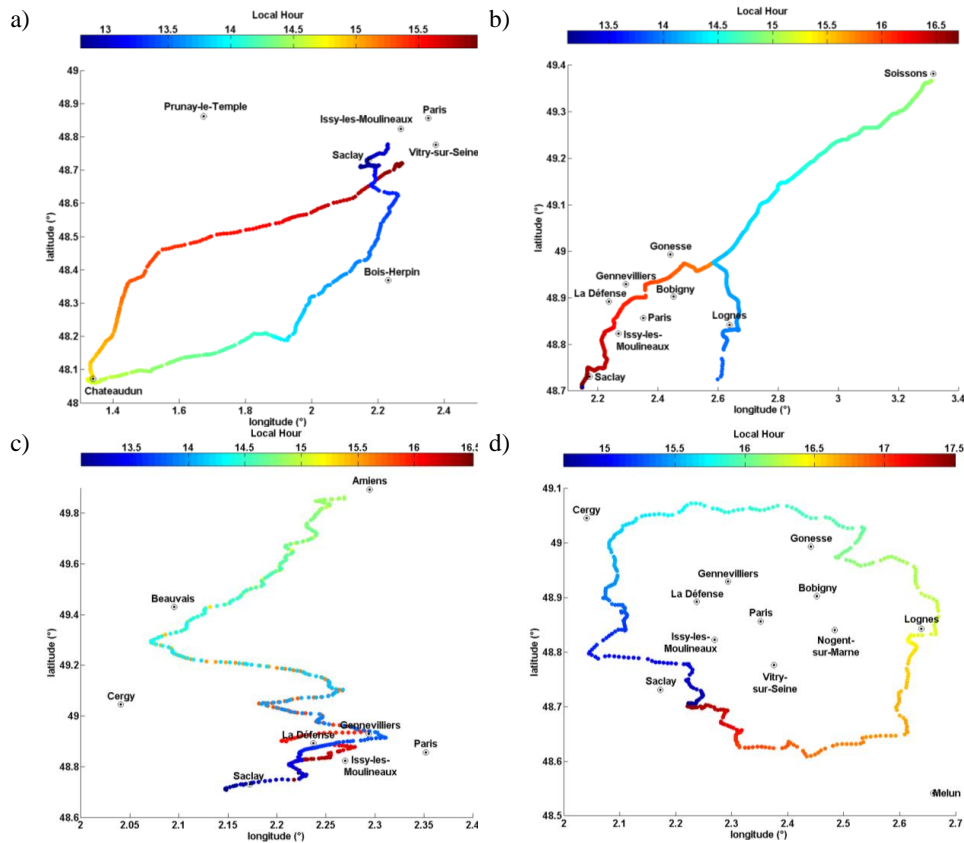 a)
Local Hour
13 13.5 14 14.5 15 15.5
49
48.9
48.8
48.7
48.6
48.5
48.4
48.3
48.2
48.1
48
latitude (°)
Prunay-le-Temple
Paris
Issy-les-Moulineaux
Saclay
Vitry-sur-Seine
Bois-Herpin
Chateaudun
1.4 1.6 1.8 2 2.2 2.4
longitude (°)
b)
Local Hour
13.5 14 14.5 15 15.5 16 16.5
49.4
49.3
49.2
49.1
49
48.9
48.8
48.7
latitude (°)
Soissons
Gonesse
Gennevilliers
La Défense
Bobigny
Paris
Lognes
Issy-les-
Moulineaux
Saclay
2.2 2.4 2.6 2.8 3 3.2 3.4
longitude (°)
c)
Local Hour
13.5 14 14.5 15 15.5 16 16.5
49.8
49.6
49.4
49.2
49
48.8
48.6
latitude (°)
Amiens
Beauvais
Cergy
Gennevilliers
La Défense
Paris
Issy-les-
Moulineaux
Saclay
2 2.05 2.1 2.15 2.2 2.25 2.3 2.35 2.4
longitude (°)
d)
Local Hour
15 15.5 16 16.5 17 17.5
49.1
49
48.9
48.8
48.7
48.6
48.5
latitude (°)
Cergy
Gonesse
Gennevilliers
La Défense
Bobigny
Paris
Lognes
Issy-les-
Moulineaux
Nogent-
sur-Marne
Saclay
Vitry-
sur-Seine
Melun
2 2.1 2.2 2.3 2.4 2.5 2.6 2.7
longitude (°)